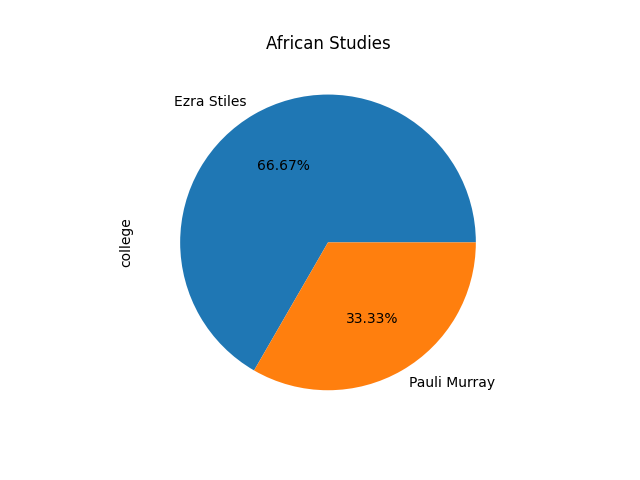 African Studies
Ezra Stiles
66.67%
college
33.33%
Pauli Murray